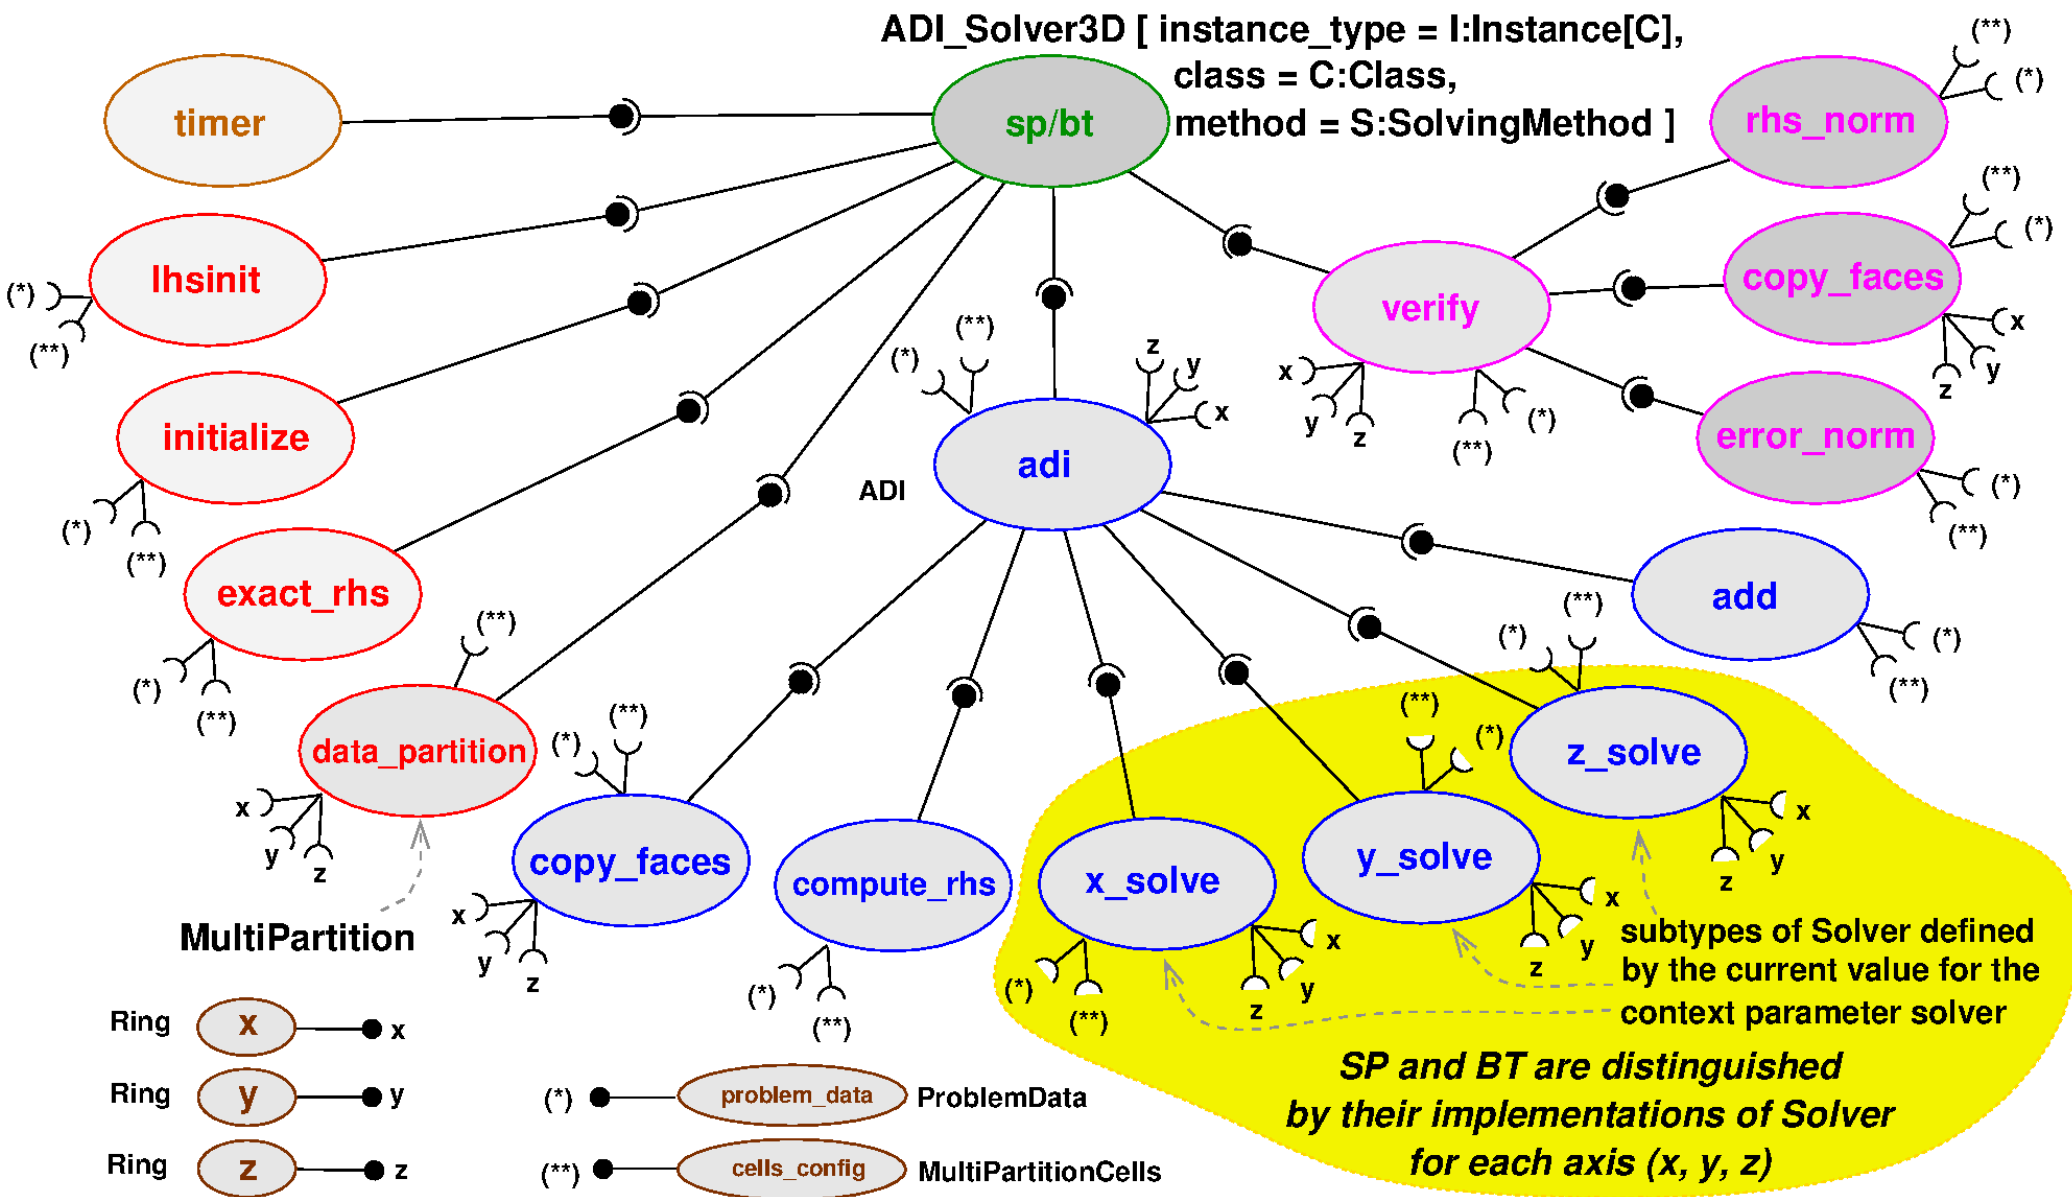 ADI_Solver3D [ instance_type = I:Instance[C],
class = C:Class,
method = S:SolvingMethod ]
timer
sp/bt
rhs_norm
(**)
(*)
lhsinit
(*)
(**)
copy_faces
(**)
(*)
x
y
z
verify
x
y
z
(**)
(*)
initialize
(*)
(**)
adi
ADI
(*)
(**)
z
y
x
error_norm
(*)
(**)
exact_rhs
(*)
(**)
add
(*)
(**)
data_partition
(**)
x
y
z
MultiPartition
copy_faces
(*)
(**)
x
y
z
compute_rhs
(*)
(**)
x_solve
(*)
(**)
x
y
z
y_solve
(**)
(*)
x
y
z
z_solve
(*)
(**)
x
y
z
subtypes of Solver defined
by the current value for the
context parameter solver
SP and BT are distinguished
by their implementations of Solver
for each axis (x, y, z)
Ring x x
Ring y y
Ring z z
(*) problem_data ProblemData
(**) cells_config MultiPartitionCells